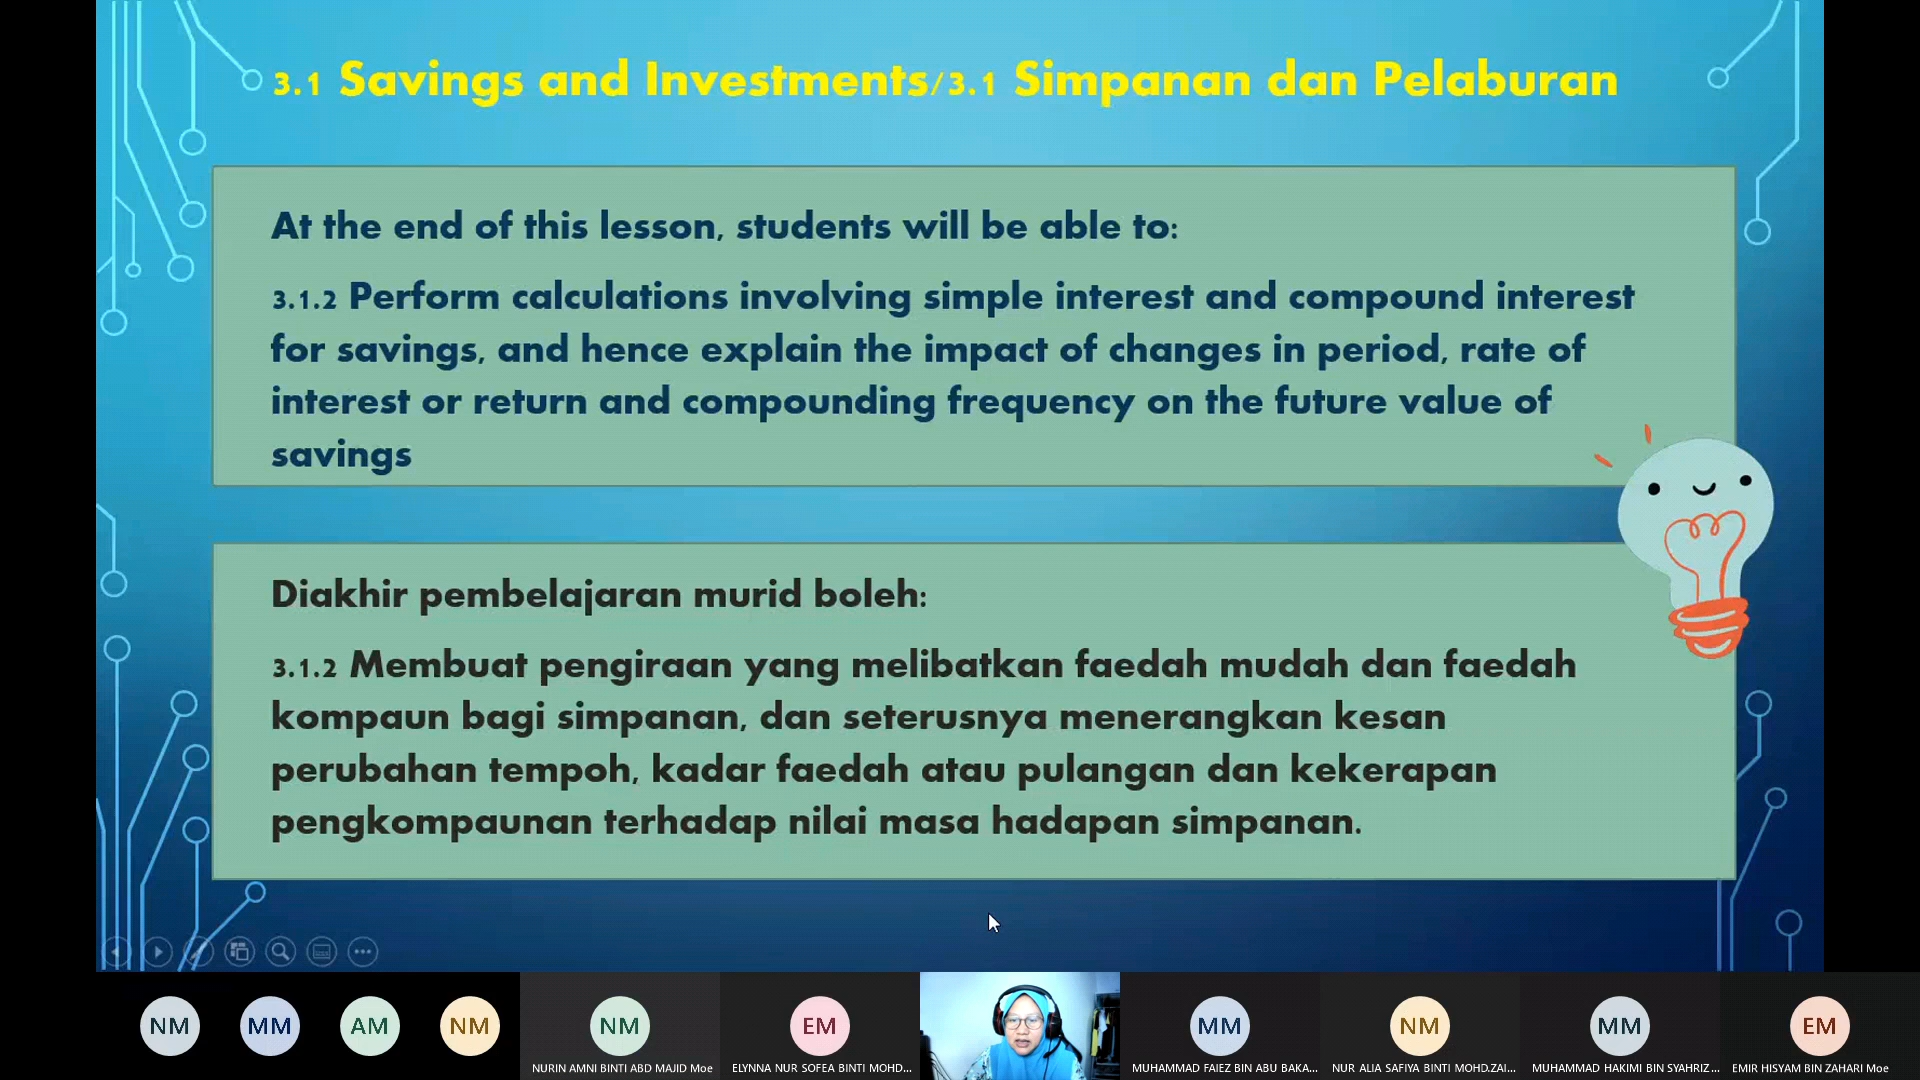 3.1 Savings and Investments/3.1 Simpanan dan Pelaburan
At the end of this lesson, students will be able to:
3.1.2 Perform calculations involving simple interest and compound interest
for savings, and hence explain the impact of changes in period, rate of
interest or return and compounding frequency on the future value of
savings
Diakhir pembelajaran murid boleh:
3.1.2 Membuat pengiraan yang melibatkan faedah mudah dan faedah
kompaun bagi simpanan, dan seterusnya menerangkan kesan
perubahan tempoh, kadar faedah atau pulangan dan kekerapan
pengkompaunan terhadap nilai masa hadapan simpanan.
NM MM AM NM NM EM MM NM MM EM
NURIN AMNI BINTI ABD MAJID Moe ELYNNA NUR SOFEA BINTI MOHD... MUHAMMAD FAIEZ BIN ABU BAKA... NUR ALIA SAFIYA BINTI MOHD.ZAI... MUHAMMAD HAKIMI BIN SYAHRIZ... EMIR HISYAM BIN ZAHARI Moe